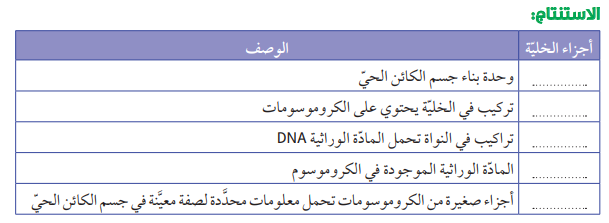 الاستنتاج:
أجزاء الخليّة الوصف
............ وحدة بناء جسم الكائن الحيّ
............ تركيب في الخليّة يحتوي على الكروموسومات
............ تراكيب في النواة تحمل المادّة الوراثية DNA
............ المادّة الوراثية الموجودة في الكروموسوم
............ أجزاء صغيرة من الكروموسومات تحمل معلومات محدَّدة لصفة معيَّنة في جسم الكائن الحيّ